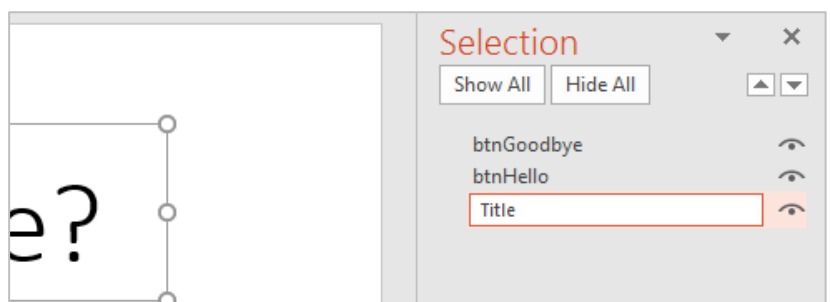 Selection
Show All Hide All
btnGoodbye
btnHello
Title
e?